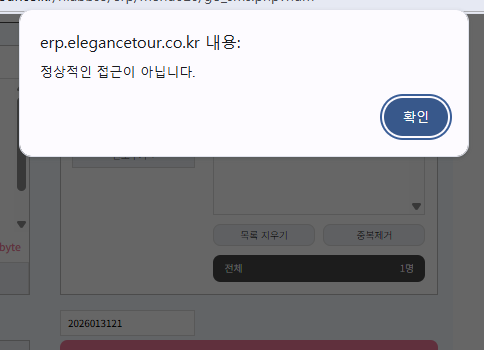 erp.elegancetour.co.kr 내용:
정상적인 접근이 아닙니다.
확인
byte
목록 지우기
중복제거
전체
1명
2026013121